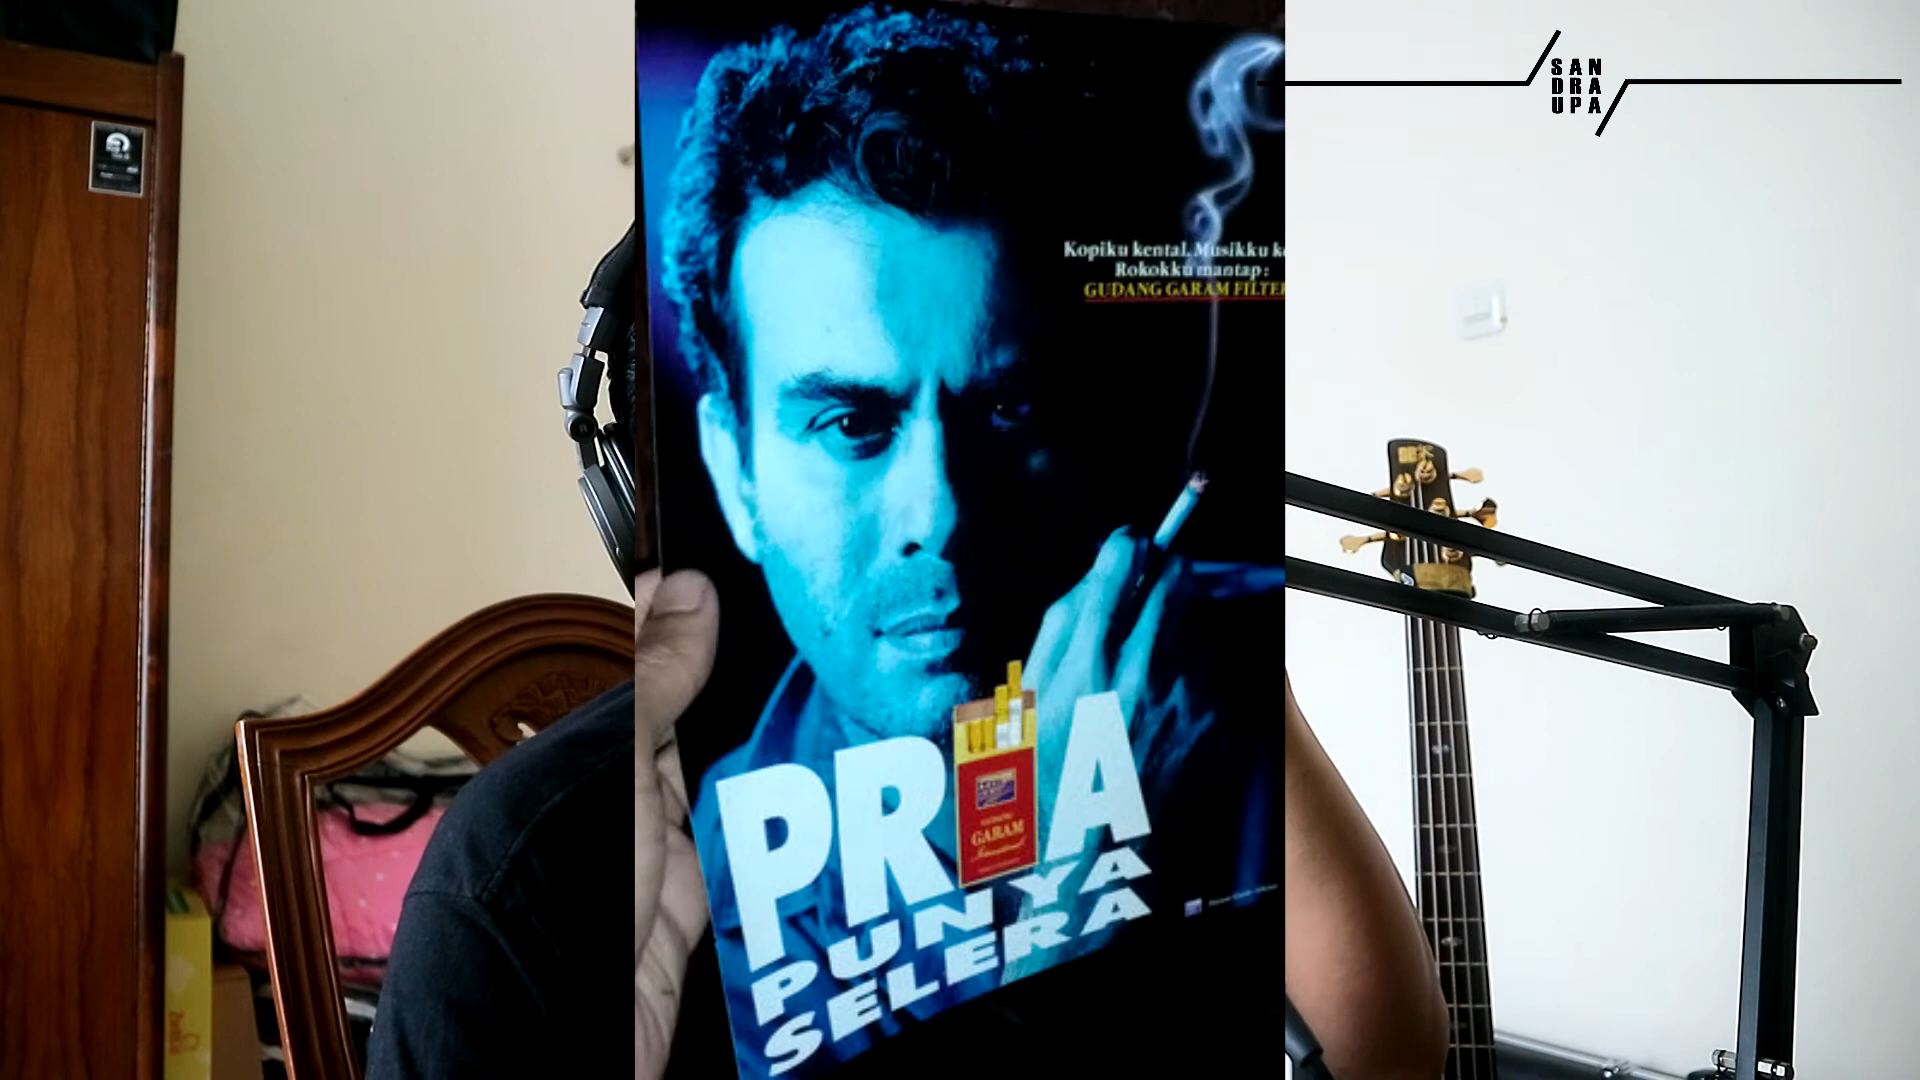 SAN
DRA
UPA
Kopiku kental. Musikku
Rokokku mantap:
GUDANG GARAM FILTER
GARAM
PRIA
PUNYA
SELERA